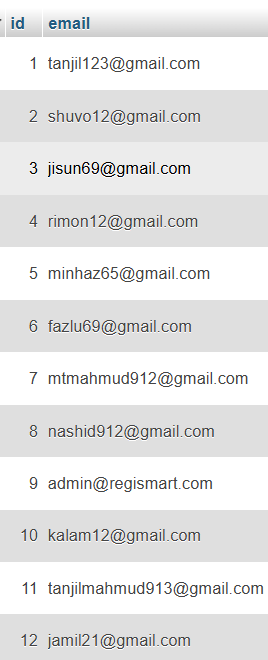 id email
1 tanjil123@gmail.com
2 shuvo12@gmail.com
3 jisun69@gmail.com
4 rimon12@gmail.com
5 minhaz65@gmail.com
6 fazlu69@gmail.com
7 mtmahmud912@gmail.com
8 nashid912@gmail.com
9 admin@regismart.com
10 kalam12@gmail.com
11 tanjilmahmud913@gmail.com
12 jamil21@gmail.com